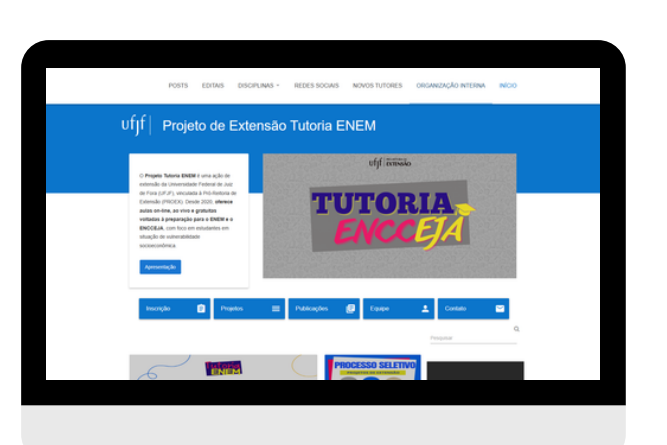 POSTS EDITAIS DISCIPLINAS REDES SOCIAIS NOVOS TUTORES ORGANIZAÇÃO INTERNA INÍCIO
ufjf | Projeto de Extensão Tutoria ENEM
O Projeto Tutoria ENEM é uma ação de
extensão da Universidade Federal de Juiz
de Fora (UFJF), vinculada à Pró-Reitoria de
Extensão (PROEX). Desde 2020, oferece
aulas on-line, ao vivo e gratuitas
voltadas à preparação para o ENEM e o
ENCCEJA, com foco em estudantes em
situação de vulnerabilidade
socioeconômica.
Apresentação
ufjf EXTENSÃO
TUTORIA
ENCCEJA
Inscrição Projetos Publicações Equipe Contato
Pesquisar
TUTORIA
ENEM
PROCESSO SELETIVO